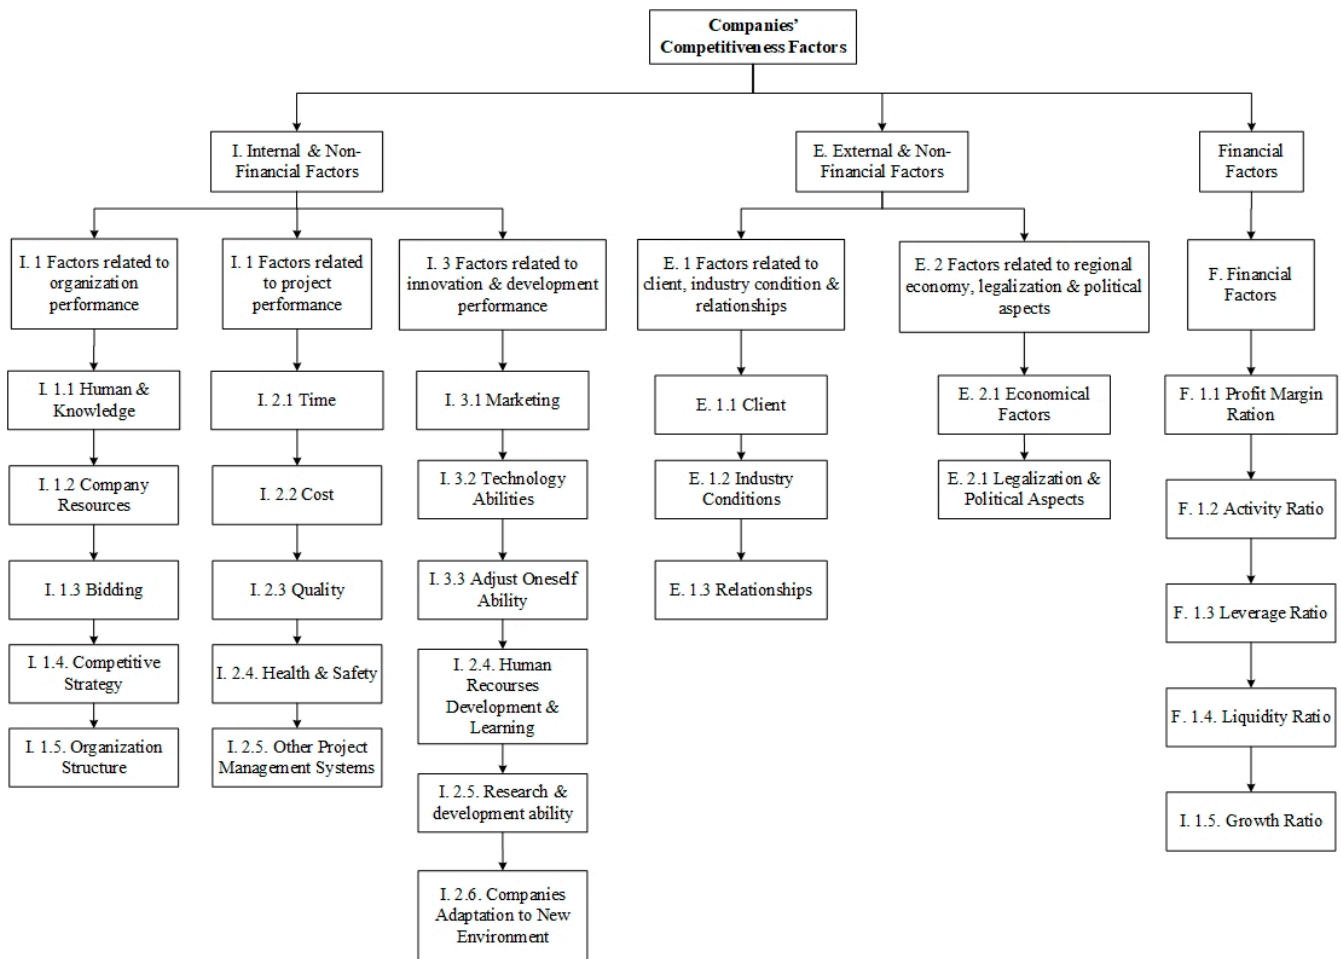 Companies'
Competitiveness Factors
I. Internal & Non-
Financial Factors
E. External & Non-
Financial Factors
Financial
Factors
I. 1 Factors related to
organization
performance
I. 1 Factors related
to project
performance
I. 3 Factors related to
innovation & development
performance
E. 1 Factors related to
client, industry condition &
relationships
E. 2 Factors related to regional
economy, legalization & political
aspects
F. Financial
Factors
I. 1.1 Human &
Knowledge
I. 1.2 Company
Resources
I. 1.3 Bidding
I. 1.4. Competitive
Strategy
I. 1.5. Organization
Structure
I. 2.1 Time
I. 2.2 Cost
I. 2.3 Quality
I. 2.4. Health & Safety
I. 2.5. Other Project
Management Systems
I. 3.1 Marketing
I. 3.2 Technology
Abilities
I. 3.3 Adjust Oneself
Ability
I. 2.4. Human
Recourses
Development &
Learning
I. 2.5. Research &
development ability
I. 2.6. Companies
Adaptation to New
Environment
E. 1.1 Client
E. 1.2 Industry
Conditions
E. 1.3 Relationships
E. 2.1 Economical
Factors
E. 2.1 Legalization &
Political Aspects
F. 1.1 Profit Margin
Ration
F. 1.2 Activity Ratio
F. 1.3 Leverage Ratio
F. 1.4. Liquidity Ratio
I. 1.5. Growth Ratio